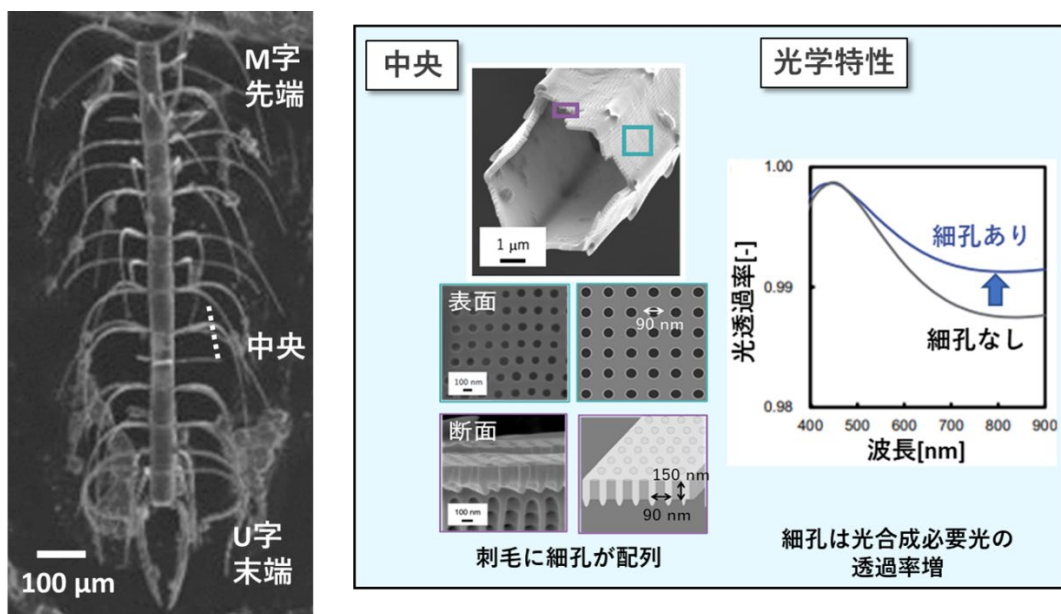 M字
先端
中央
U字
末端
100 μm
中央
1 μm
表面
100 nm
90 nm
断面
100 nm
150 nm
90 nm
刺毛に細孔が配列
光学特性
光透過率[-]
1.00
0.99
0.98
細孔あり
細孔なし
400 500 600 700 800 900
波長[nm]
細孔は光合成必要光の
透過率増